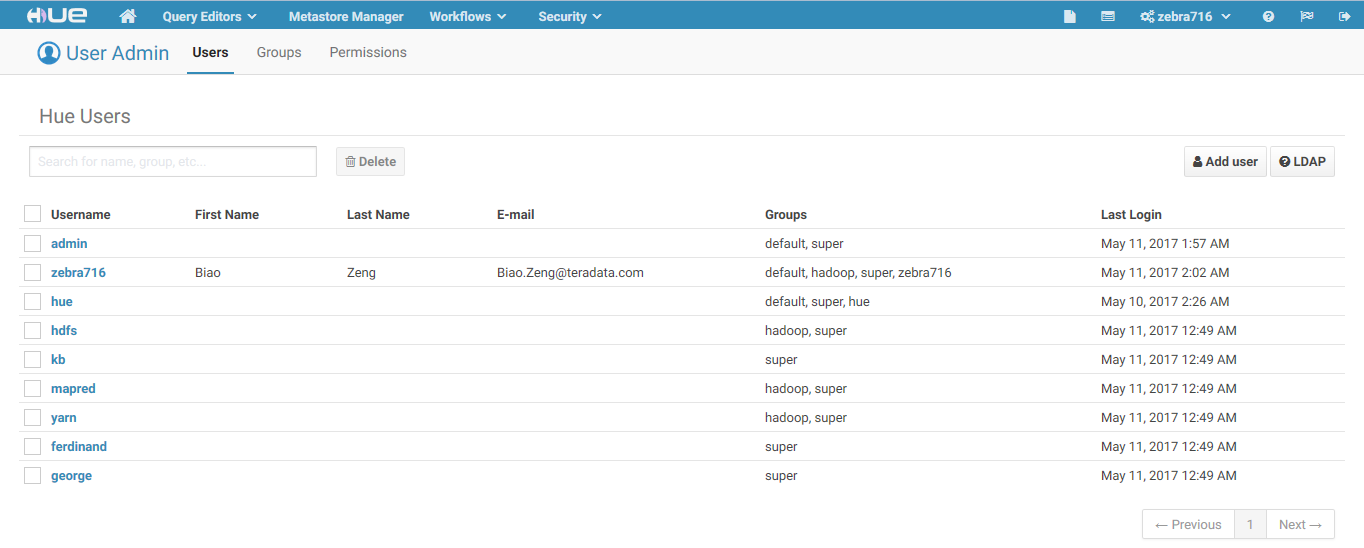 HUE Query Editors Metastore Manager Workflows Security zebra716
User Admin Users Groups Permissions
Hue Users
Search for name, group, etc... Delete Add user LDAP
Username First Name Last Name E-mail Groups Last Login
admin default, super May 11, 2017 1:57 AM
zebra716 Biao Zeng Biao.Zeng@teradata.com default, hadoop, super, zebra716 May 11, 2017 2:02 AM
hue default, super, hue May 10, 2017 2:26 AM
hdfs hadoop, super May 11, 2017 12:49 AM
kb super May 11, 2017 12:49 AM
mapred hadoop, super May 11, 2017 12:49 AM
yarn hadoop, super May 11, 2017 12:49 AM
ferdinand super May 11, 2017 12:49 AM
george super May 11, 2017 12:49 AM
← Previous 1 Next →